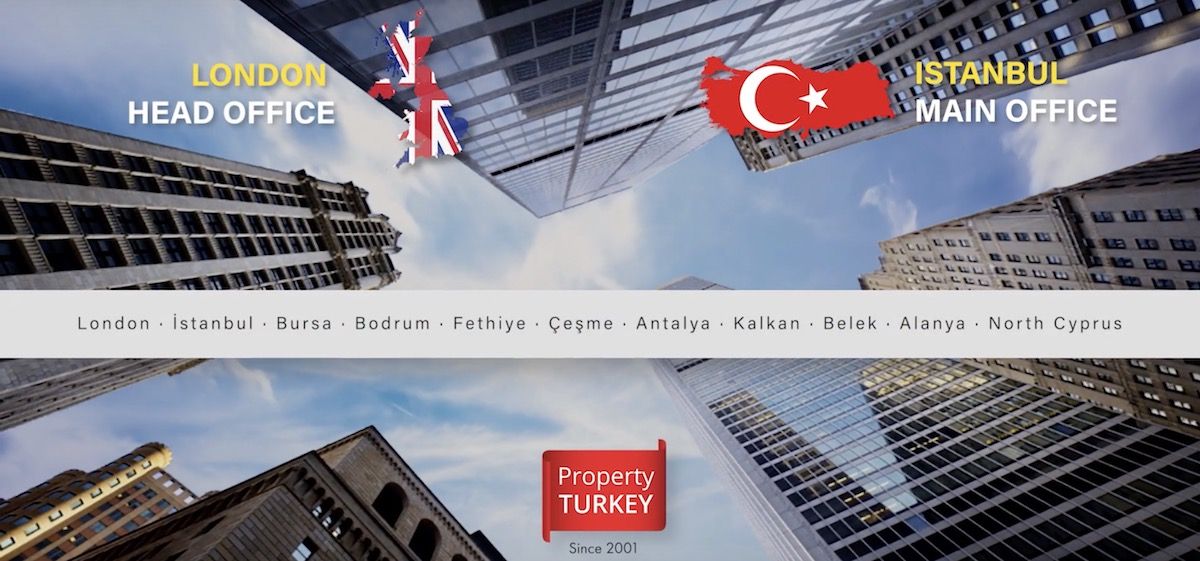 LONDON
HEAD OFFICE
ISTANBUL
MAIN OFFICE
London · İstanbul · Bursa · Bodrum · Fethiye · Çeşme · Antalya · Kalkan · Belek · Alanya · North Cyprus
Property
TURKEY
Since 2001